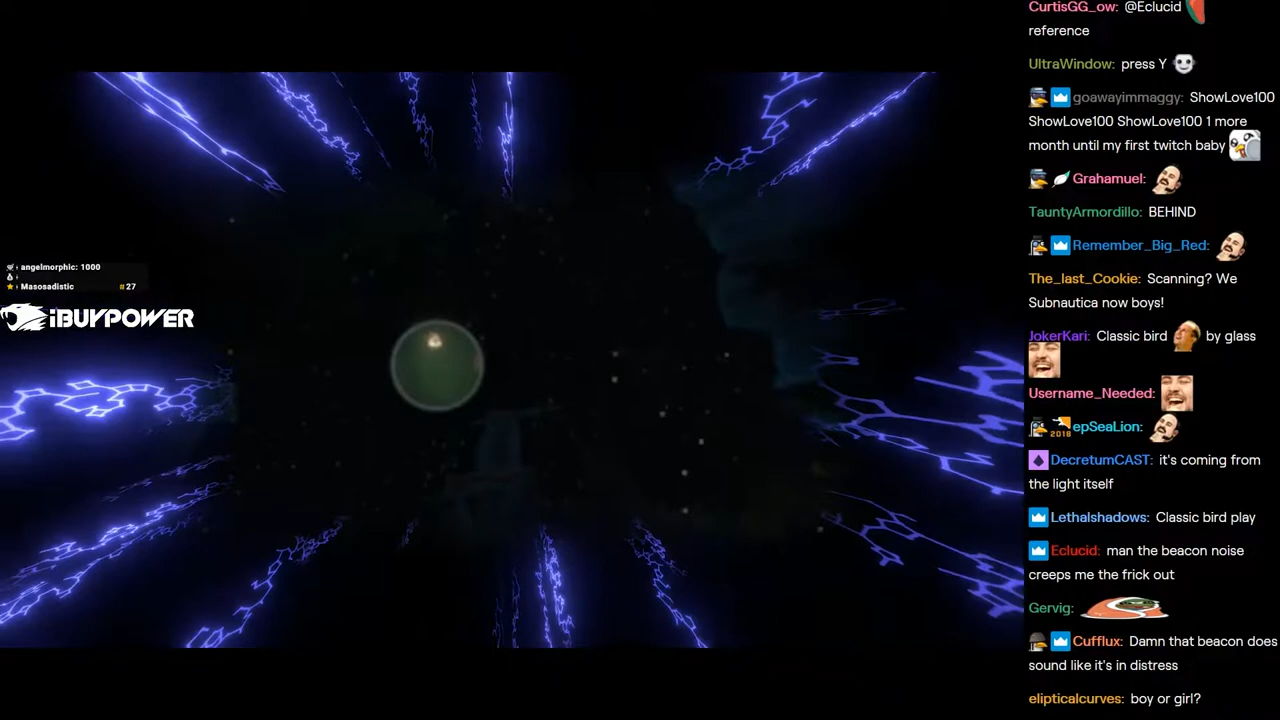 angelmorphic: 1000
Masosadistic #27
iBUYPOWER
CurtisGG_ow: @Eclucid
reference
UltraWindow: press Y
goawayimmaggy: ShowLove100
ShowLove100 ShowLove100 1 more
month until my first twitch baby
Grahamuel:
TauntyArmordillo: BEHIND
Remember_Big_Red:
The_last_Cookie: Scanning? We
Subnautica now boys!
JokerKari: Classic bird by glass
Username_Needed:
2018 epSeaLion:
DecretumCAST: it's coming from
the light itself
Lethalshadows: Classic bird play
Eclucid: man the beacon noise
creeps me the frick out
Gervig:
Cufflux: Damn that beacon does
sound like it's in distress
elipticalcurves: boy or girl?